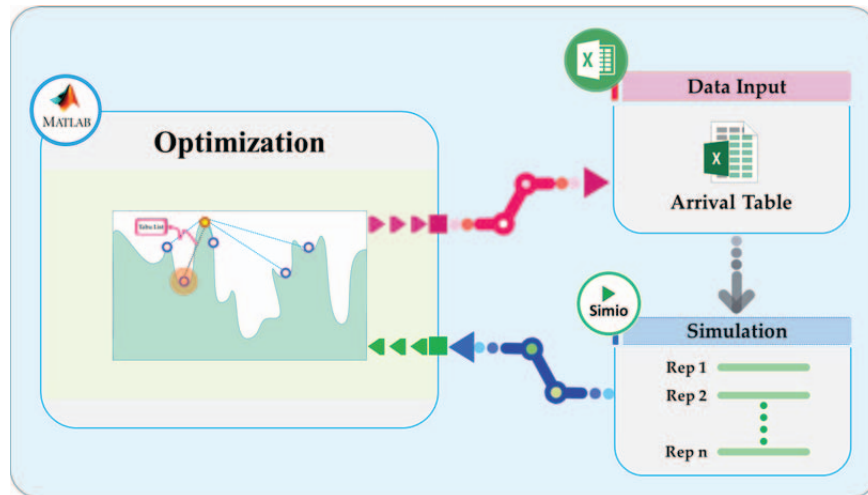 MATLAB
Optimization
Tabu List
Data Input
X
X
Arrival Table
Simio
Simulation
Rep 1
Rep 2
Rep n